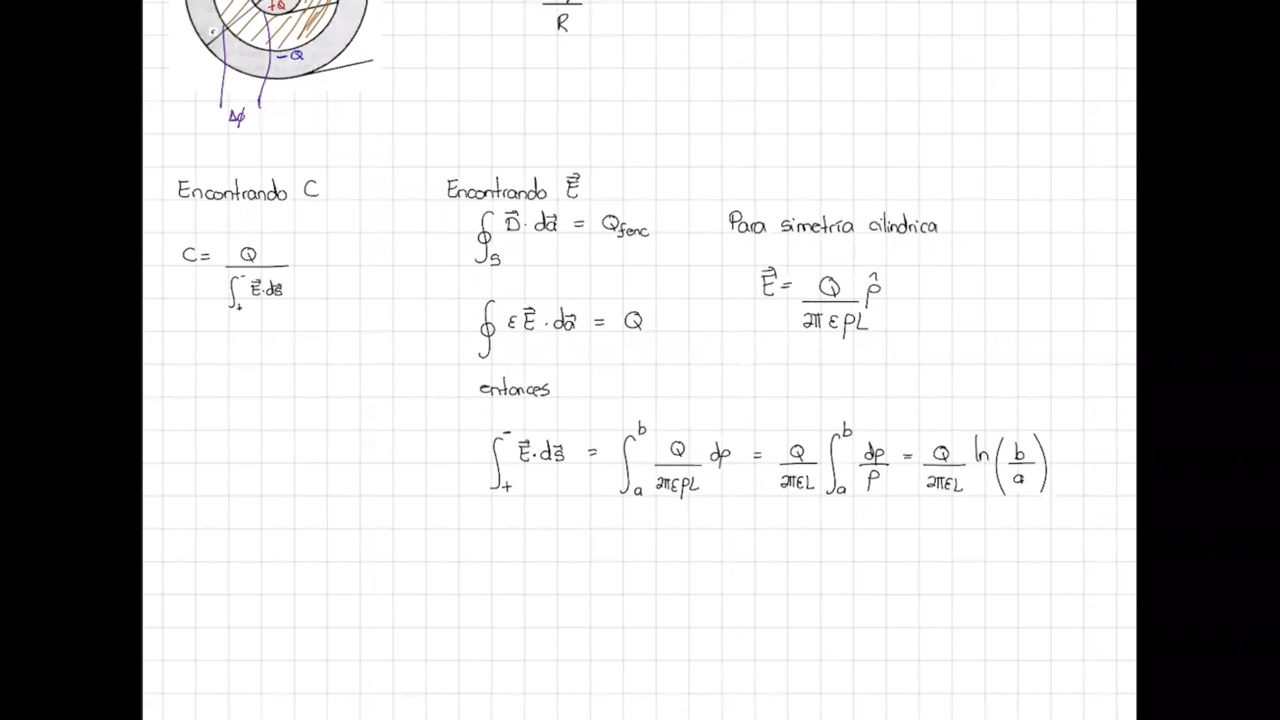 +Q
-Q
Δϕ
R
Encontrando C
C = Q / ∫₊⁻ E⃗·ds⃗
Encontrando E⃗
∮_S D⃗·da⃗ = Q_fenc
∮ ε E⃗·da⃗ = Q
Para simetría cilíndrica
E⃗ = Q / 2περL ρ̂
entonces
∫₊⁻ E⃗·ds⃗ = ∫ₐᵇ Q / 2περL dρ = Q / 2πεL ∫ₐᵇ dρ / ρ = Q / 2πεL ln(b / a)